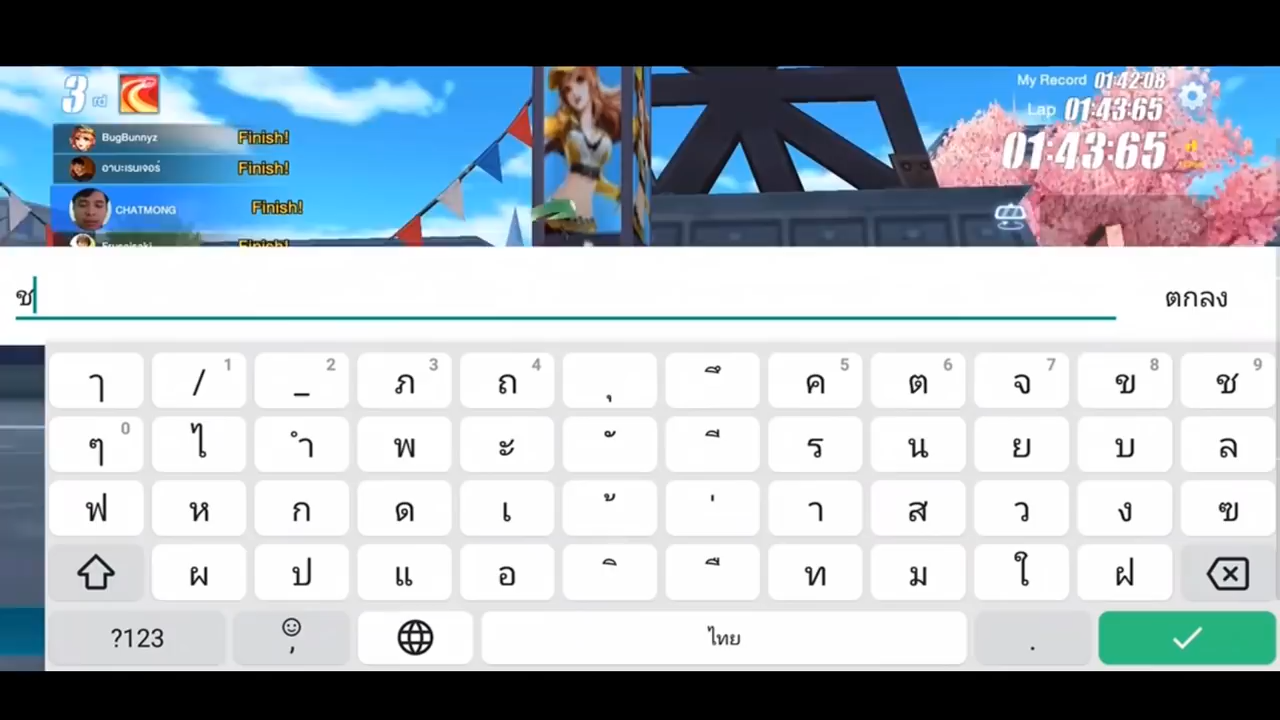 3rd
My Record 01:42:08
Lap 01:43:65
01:43:65
BugBunnyz Finish!
อาบะเรนเจอร์ Finish!
CHATMONG Finish!
Finish!
ช
ตกลง
ๅ / 1 _ 2 ภ 3 ถ 4 ุ ึ ค 5 ต 6 จ 7 ข 8 ช 9
ๆ 0 ไ ำ พ ะ ั ี ร น ย บ ล
ฟ ห ก ด เ ้ ่ า ส ว ง ฃ
ผ ป แ อ ิ ื ท ม ใ ฝ
?123 , ไทย .